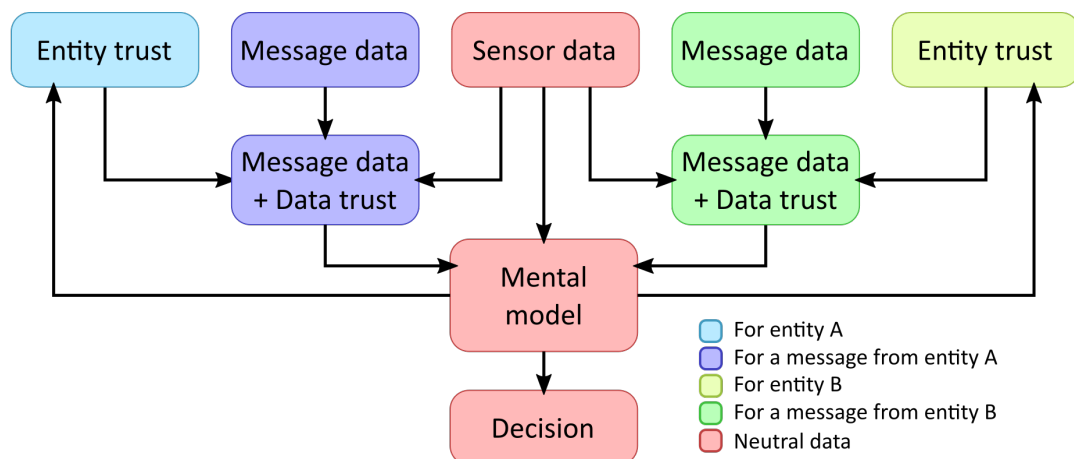 Entity trust
Message data
Sensor data
Message data
Entity trust
Message data
+ Data trust
Message data
+ Data trust
Mental
model
For entity A
For a message from entity A
For entity B
For a message from entity B
Neutral data
Decision